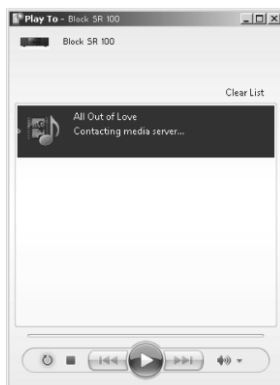 Play To - Block SR 100
Block SR 100
Clear List
All Out of Love
Contacting media server...